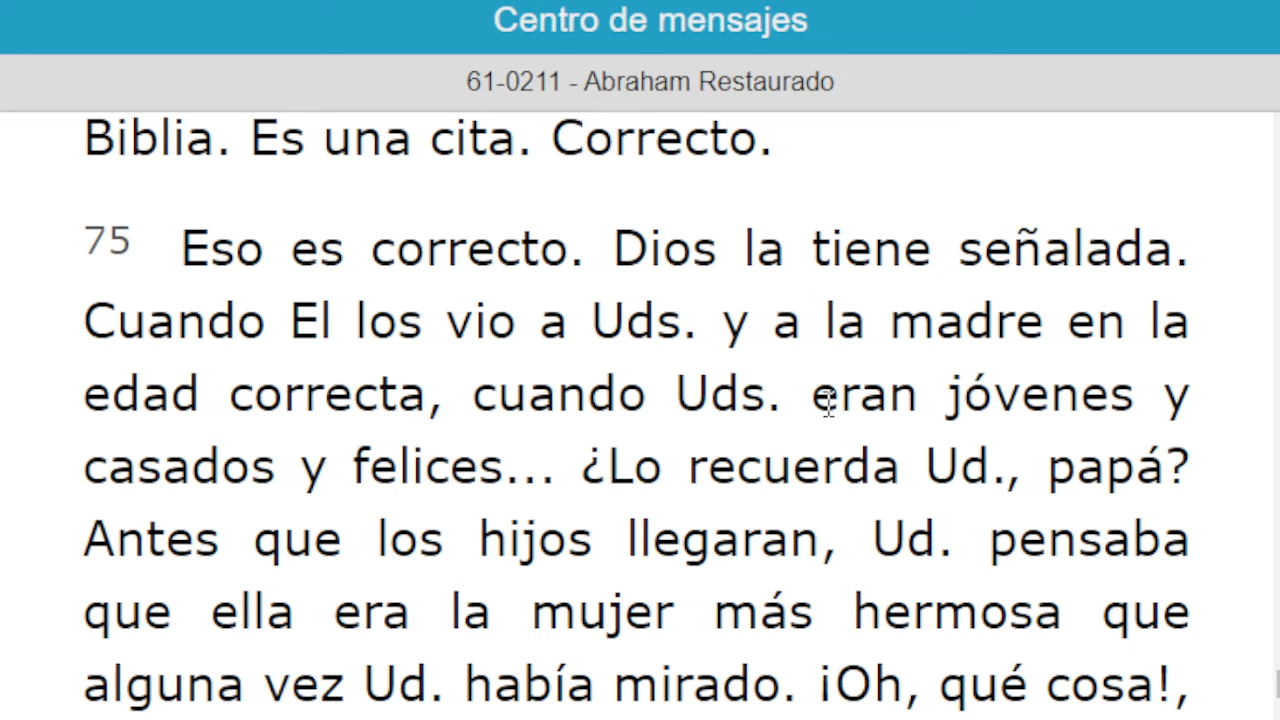 Centro de mensajes
61-0211 - Abraham Restaurado
Biblia. Es una cita. Correcto.
75 Eso es correcto. Dios la tiene señalada.
Cuando El los vio a Uds. y a la madre en la
edad correcta, cuando Uds. eran jóvenes y
casados y felices... ¿Lo recuerda Ud., papá?
Antes que los hijos llegaran, Ud. pensaba
que ella era la mujer más hermosa que
alguna vez Ud. había mirado. ¡Oh, qué cosa!,